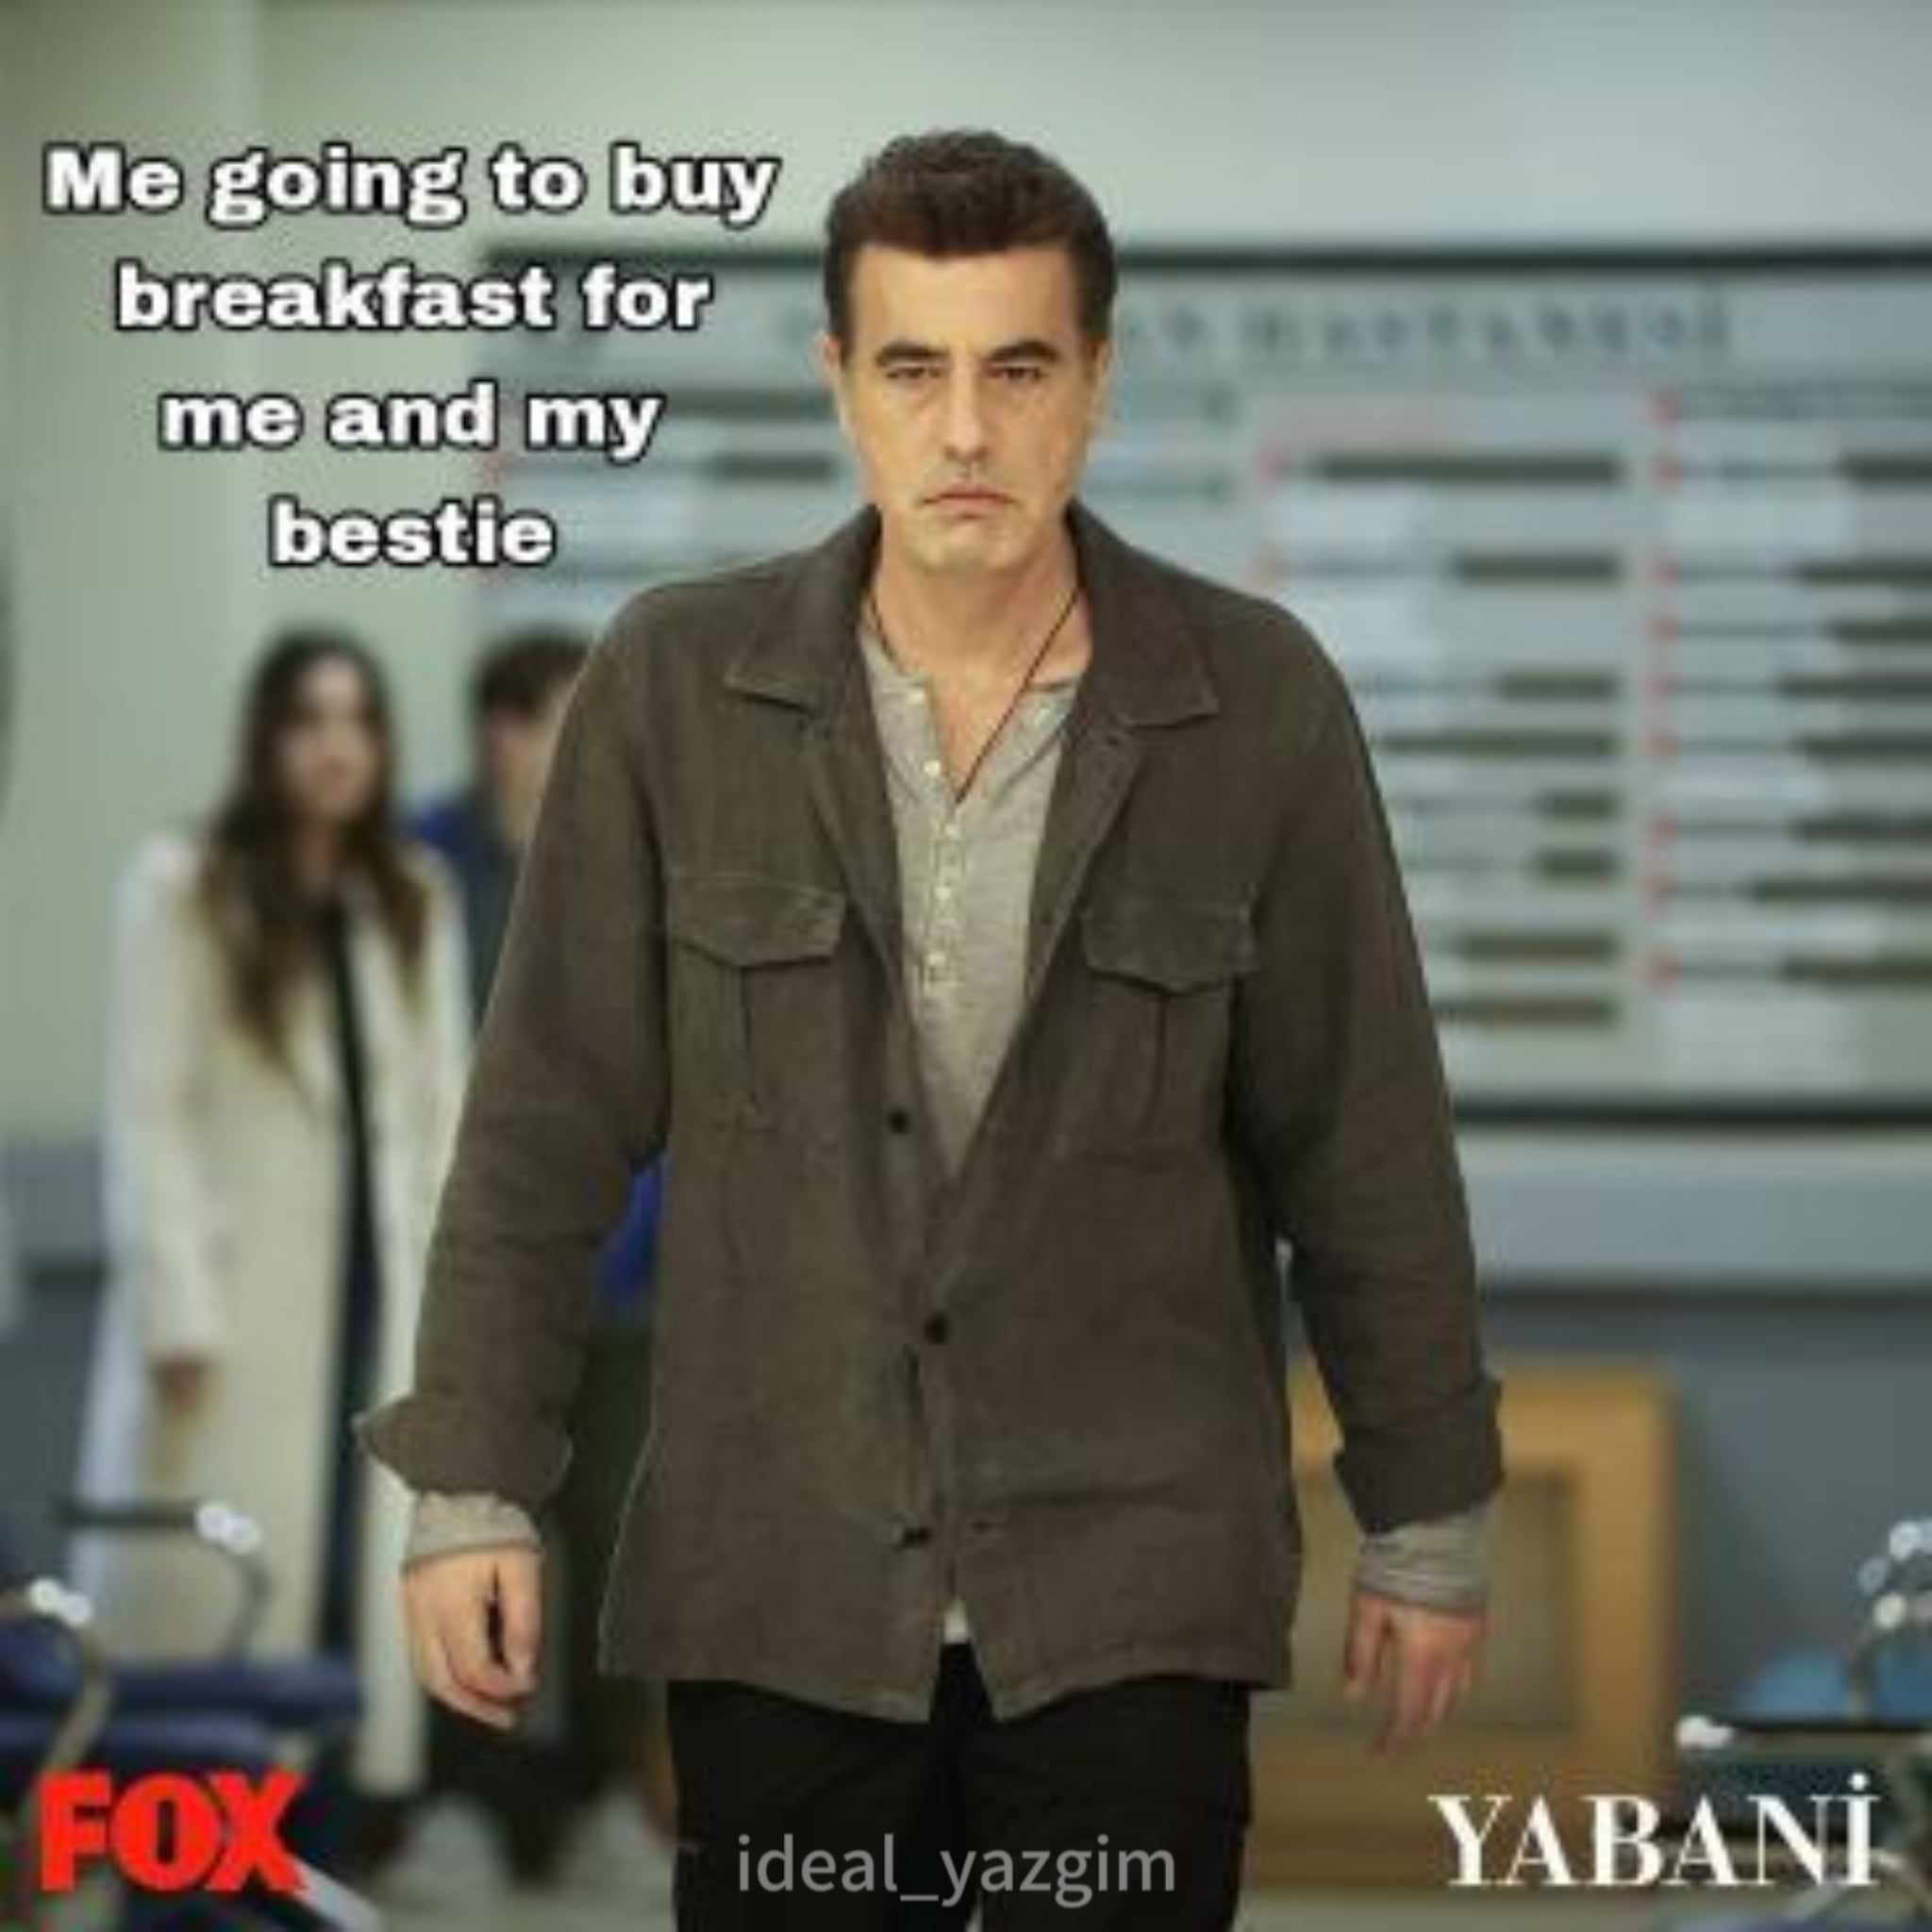 Me going to buy
breakfast for
me and my
bestie
FOX
YABANİ
ideal_yazgim